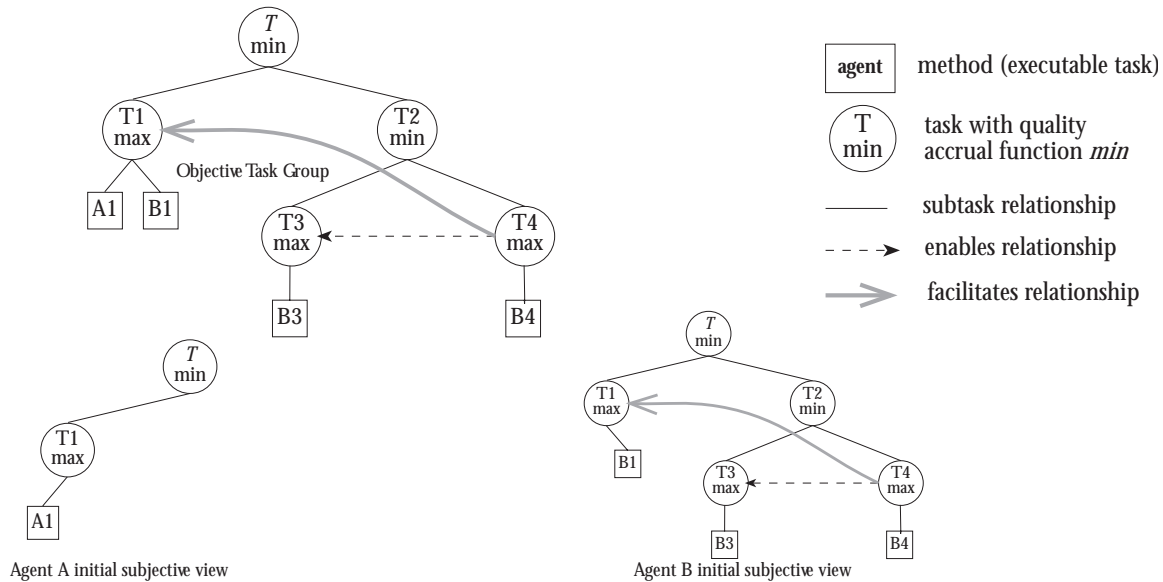 T
min
T1
max
T2
min
Objective Task Group
A1
B1
T3
max
T4
max
B3
B4
agent
method (executable task)
T
min
task with quality
accrual function min
subtask relationship
enables relationship
facilitates relationship
T
min
T1
max
A1
Agent A initial subjective view
T
min
T1
max
T2
min
B1
T3
max
T4
max
B3
B4
Agent B initial subjective view